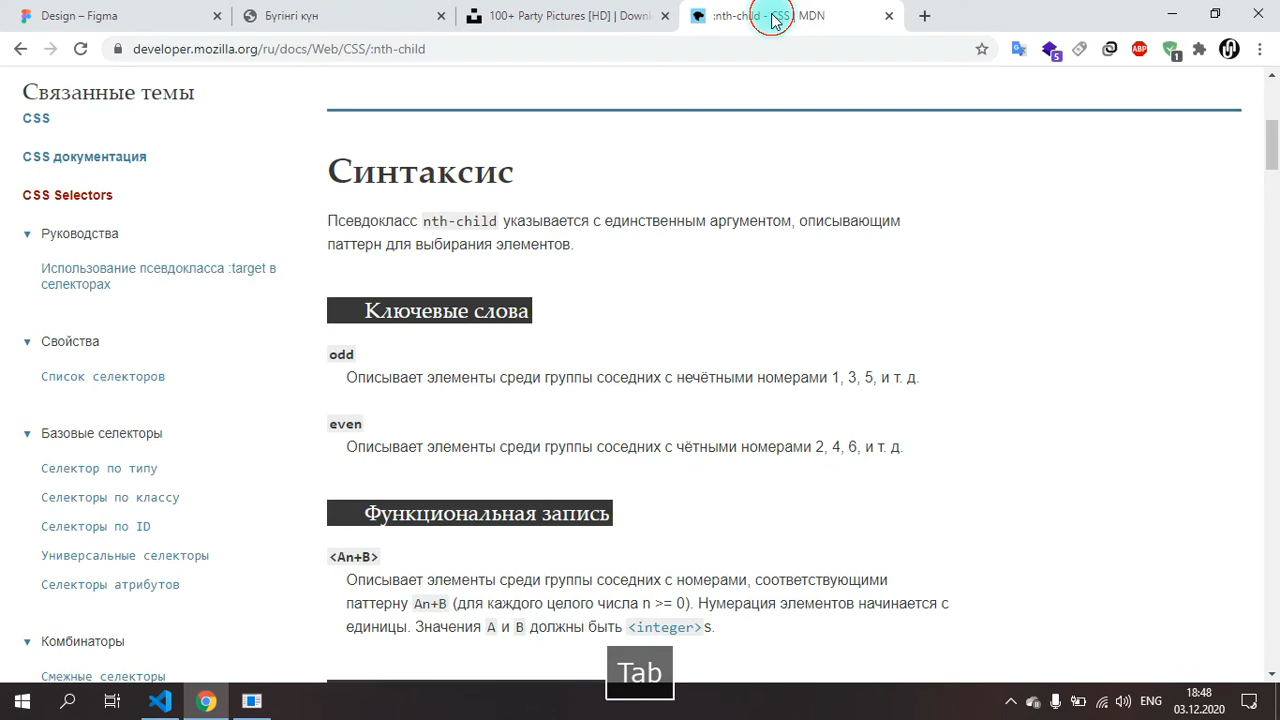 Design – Figma
Бүгінгі күн
100+ Party Pictures [HD] | Downl
:nth-child - CSS | MDN
developer.mozilla.org/ru/docs/Web/CSS/:nth-child
5
ABP
1
Связанные темы
CSS
CSS документация
CSS Selectors
Руководства
Использование псевдокласса :target в
селекторах
Свойства
Список селекторов
Базовые селекторы
Селектор по типу
Селекторы по классу
Селекторы по ID
Универсальные селекторы
Селекторы атрибутов
Комбинаторы
Смежные селекторы
Синтаксис
Псевдокласс nth-child указывается с единственным аргументом, описывающим
паттерн для выбирания элементов.
Ключевые слова
odd
Описывает элементы среди группы соседних с нечётными номерами 1, 3, 5, и т. д.
even
Описывает элементы среди группы соседних с чётными номерами 2, 4, 6, и т. д.
Функциональная запись
<An+B>
Описывает элементы среди группы соседних с номерами, соответствующими
паттерну An+B (для каждого целого числа n >= 0). Нумерация элементов начинается с
единицы. Значения A и B должны быть <integer>s.
Tab
ENG
18:48
03.12.2020